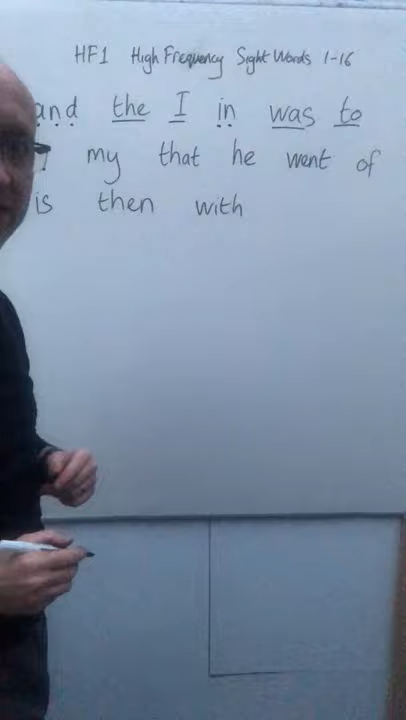 HF1 High Frequency Sight Words 1-16
and the I in was to
my that he went of
is then with